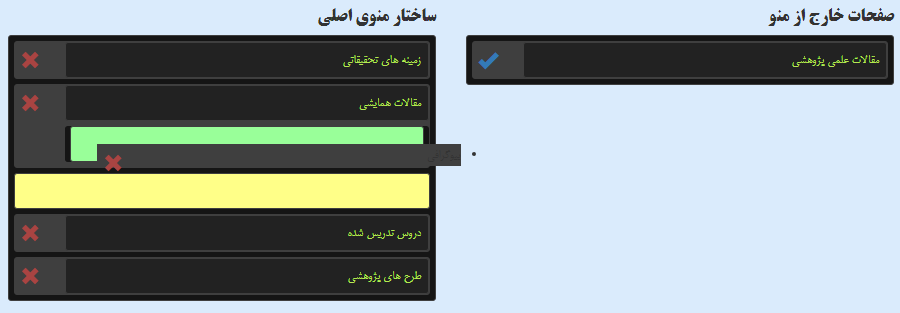 صفحات خارج از منو
مقالات علمی پژوهشی
ساختار منوی اصلی
زمینه های تحقیقاتی
مقالات همایشی
دروس تدریس شده
طرح های پژوهشی